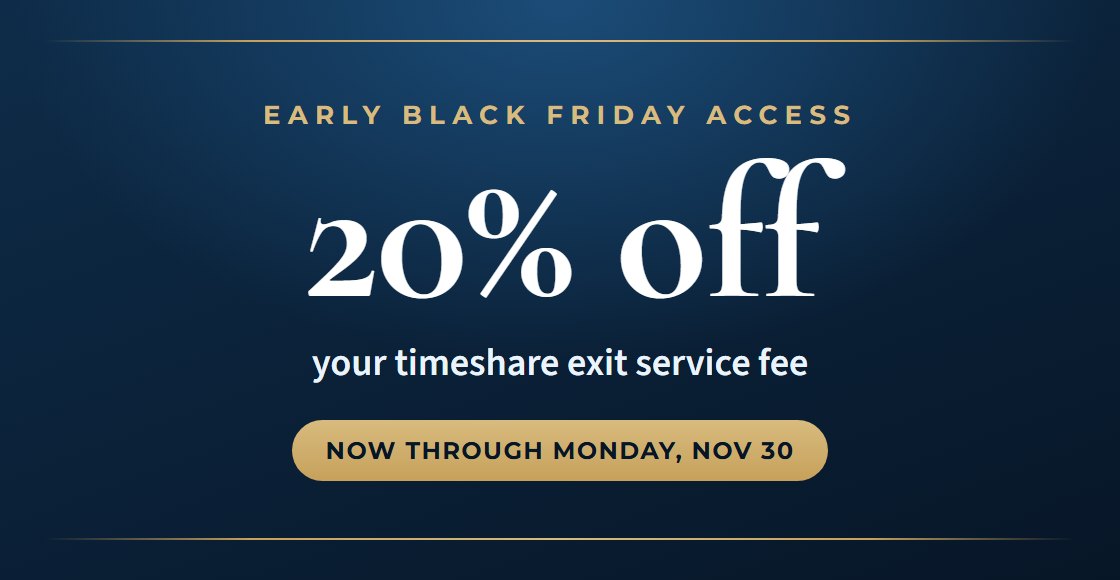 EARLY BLACK FRIDAY ACCESS
20% off
your timeshare exit service fee
NOW THROUGH MONDAY, NOV 30